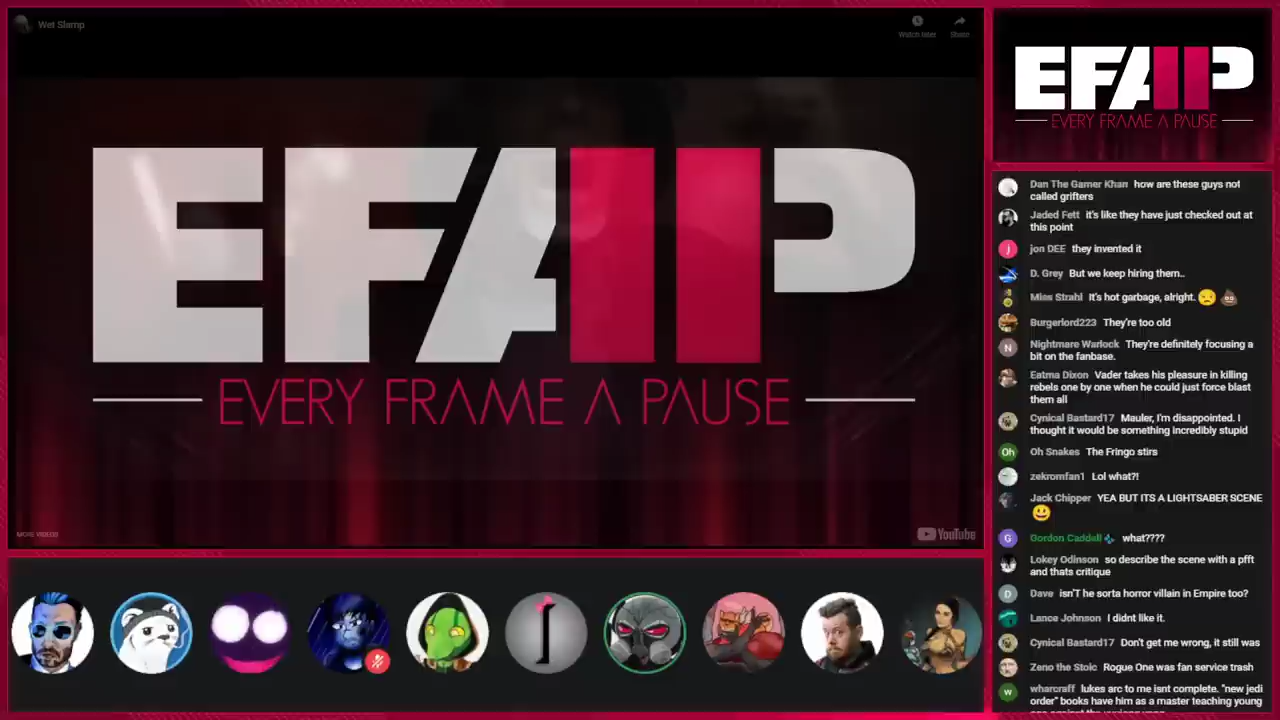 Wet Slamp
Watch later
Share
EFAP
EVERY FRAME A PAUSE
MORE VIDEOS
YouTube
EFAP
EVERY FRAME A PAUSE
Dan The Gamer Khan how are these guys not
called grifters
Jaded Fett it's like they have just checked out at
this point
j
jon DEE they invented it
D. Grey But we keep hiring them..
Miss Strahl It's hot garbage, alright. 😒 💩
Burgerlord223 They're too old
N
Nightmare Warlock They're definitely focusing a
bit on the fanbase.
Eatma Dixon Vader takes his pleasure in killing
rebels one by one when he could just force blast
them all
Cynical Bastard17 Mauler, I'm disappointed. I
thought it would be something incredibly stupid
Oh
Oh Snakes The Fringo stirs
zekromfan1 Lol what?!
Jack Chipper YEA BUT ITS A LIGHTSABER SCENE
😃
G
Gordon Caddell what????
Lokey Odinson so describe the scene with a pfft
and thats critique
D
Dave isn'T he sorta horror villain in Empire too?
Lance Johnson I didnt like it.
Cynical Bastard17 Don't get me wrong, it still was
Zeno the Stoic Rogue One was fan service trash
w
wharcraff lukes arc to me isnt complete. "new jedi
order" books have him as a master teaching young